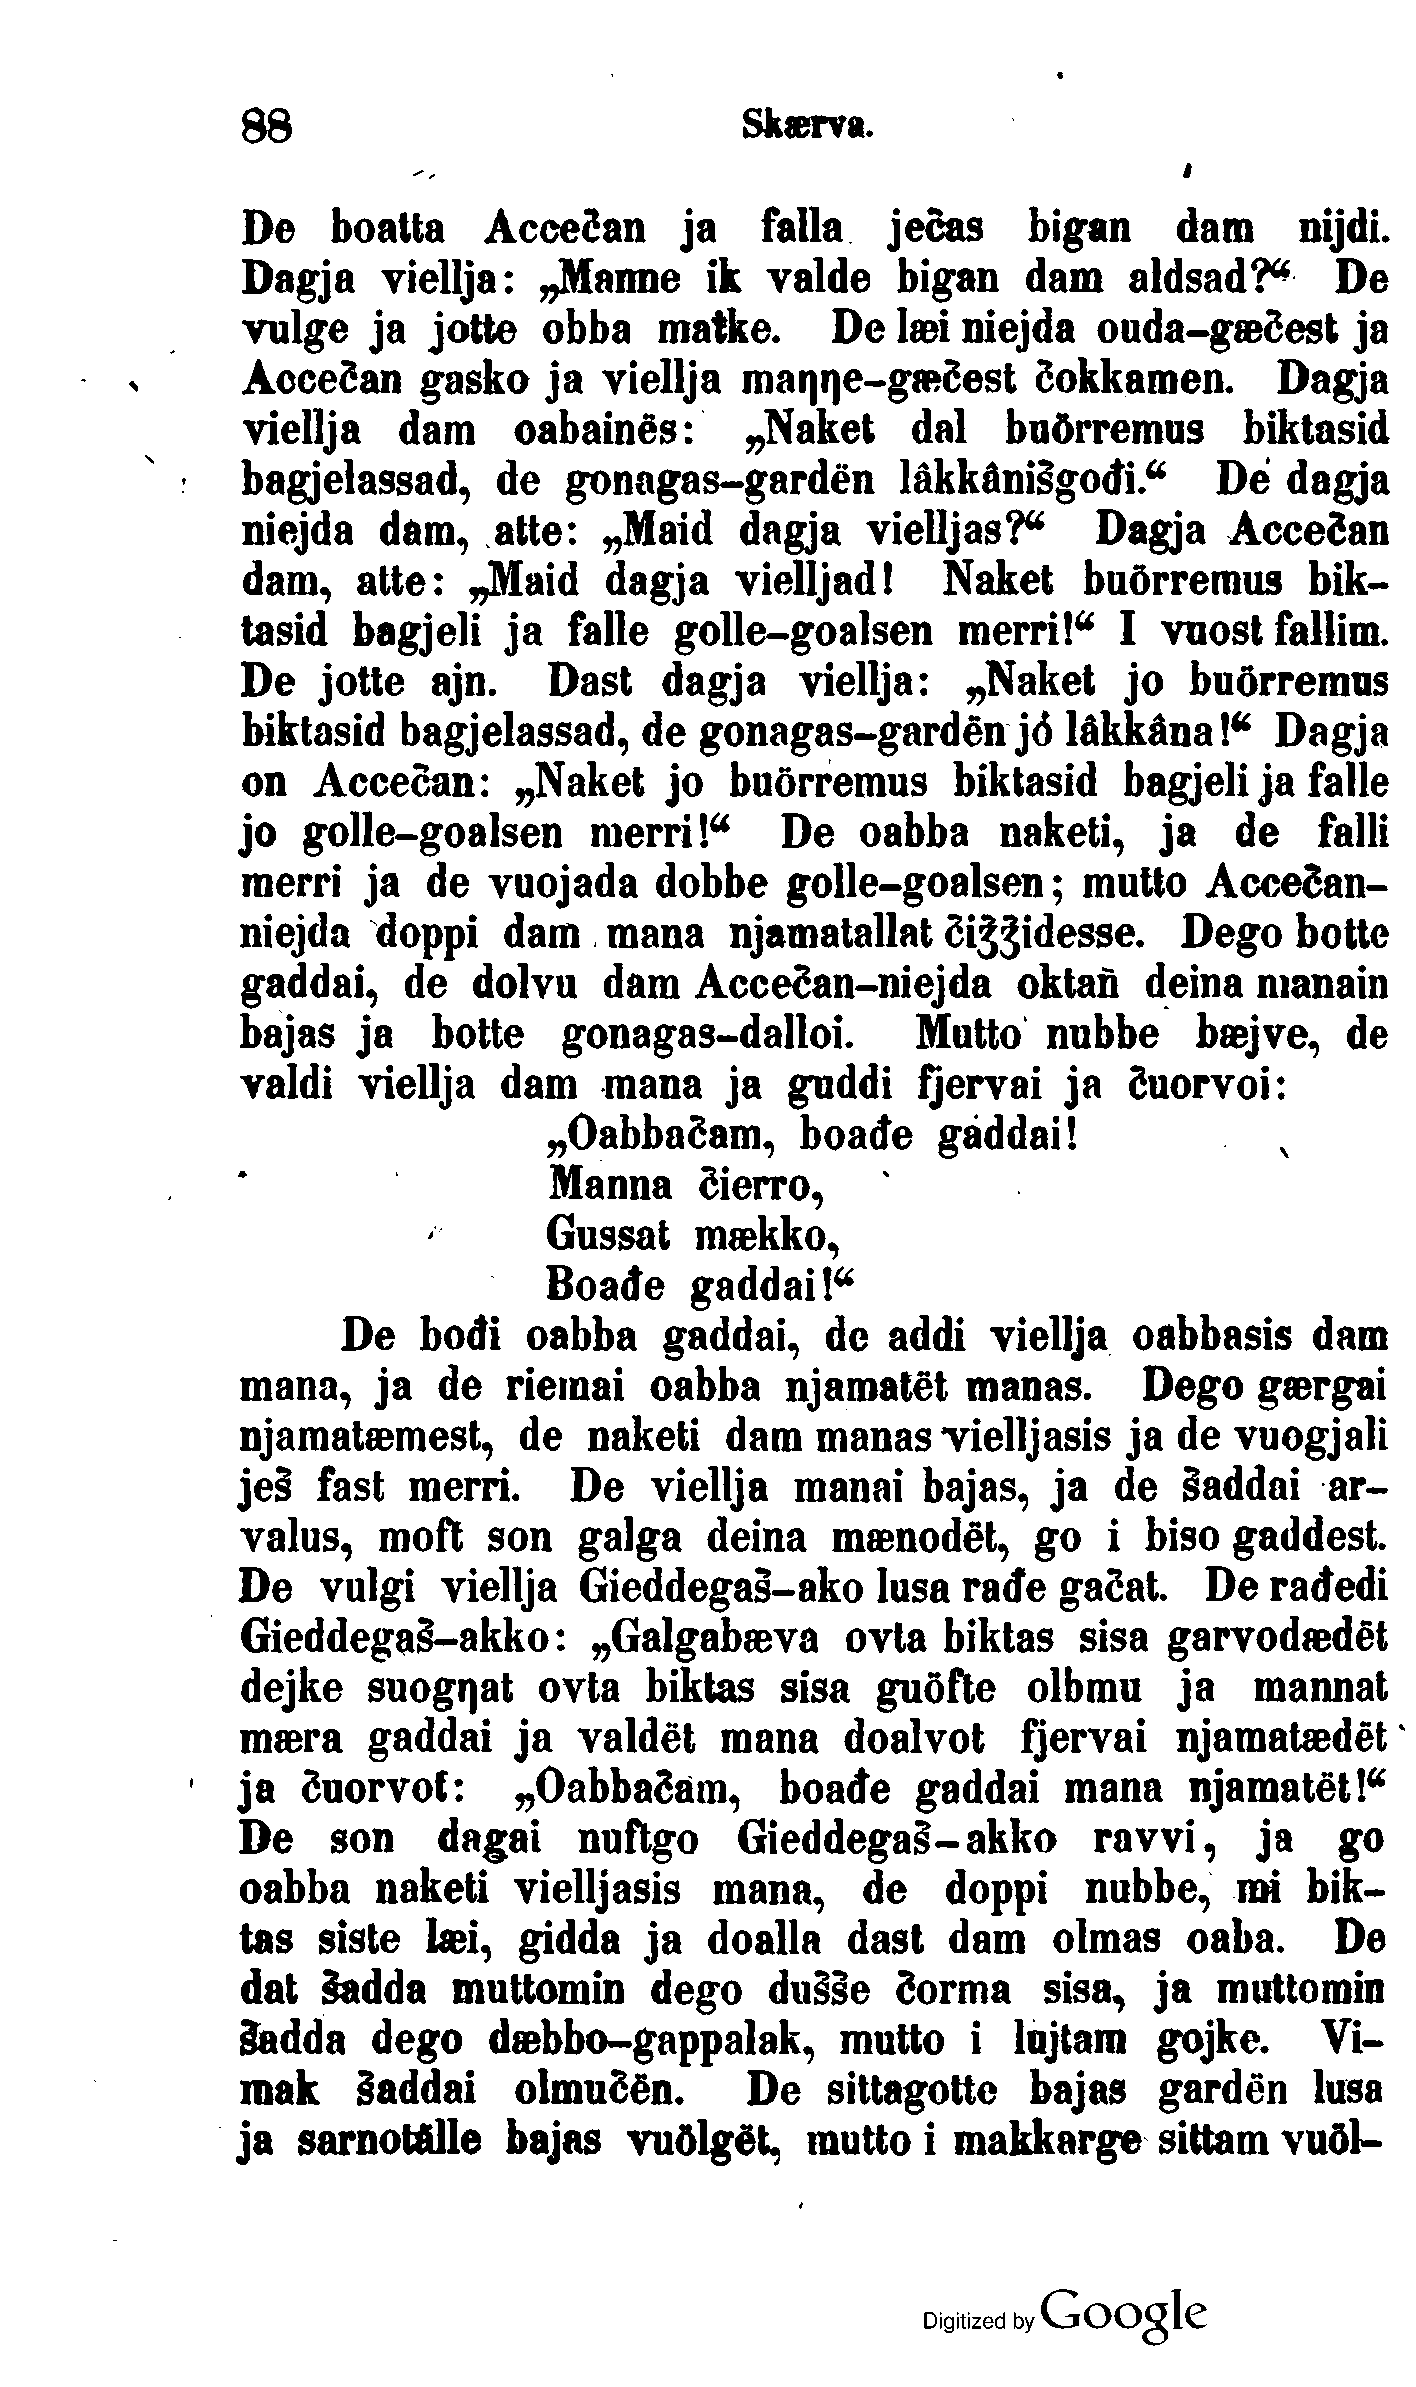 88 Skærva.
De boatta Accečan ja falla ječas bigan dam nijdi.
Dagja viellja: „Manne ik valde bigan dam aldsad?“ De
vulge ja jotte obba matke. De læi niejda ouda-gæčest ja
Accečan gasko ja viellja maŋŋe-gæčest čokkamen. Dagja
viellja dam oabainës: „Naket dal buörremus biktasid
bagjelassad, de gonagas-gardën lâkkânišgođi.“ De dagja
niejda dam, atte: „Maid dagja vielljas?“ Dagja Accečan
dam, atte: „Maid dagja vielljad! Naket buörremus bik-
tasid bagjeli ja falle golle-goalsen merri!“ I vuost fallim.
De jotte ajn. Dast dagja viellja: „Naket jo buörremus
biktasid bagjelassad, de gonagas-gardën jó lâkkâna!“ Dagja
on Accečan: „Naket jo buörremus biktasid bagjeli ja falle
jo golle-goalsen merri!“ De oabba naketi, ja de falli
merri ja de vuojada dobbe golle-goalsen; mutto Accečan-
niejda doppi dam mana njamatallat čiǯǯidesse. Dego botte
gaddai, de dolvu dam Accečan-niejda oktañ deina manain
bajas ja botte gonagas-dalloi. Mutto nubbe bæjve, de
valdi viellja dam mana ja guddi fjervai ja čuorvoi:
„Oabbačam, boađe gaddai!
Manna čierro,
Gussat mækko,
Boađe gaddai!“
De bođi oabba gaddai, de addi viellja oabbasis dam
mana, ja de riemai oabba njamatët manas. Dego gærgai
njamatæmest, de naketi dam manas vielljasis ja de vuogjali
ješ fast merri. De viellja manai bajas, ja de šaddai ar-
valus, moft son galga deina mænodët, go i biso gaddest.
De vulgi viellja Gieddegaš-ako lusa rađe gačat. De rađedi
Gieddegaš-akko: „Galgabæva ovta biktas sisa garvodædët
dejke suogŋat ovta biktas sisa guöfte olbmu ja mannat
mæra gaddai ja valdët mana doalvot fjervai njamatædët
ja čuorvot: „Oabbačam, boađe gaddai mana njamatët!“
De son dagai nuftgo Gieddegaš-akko ravvi, ja go
oabba naketi vielljasis mana, de doppi nubbe, mi bik-
tas siste læi, gidda ja doalla dast dam olmas oaba. De
dat šadda muttomin dego dušše čorma sisa, ja muttomin
šadda dego dæbbo-gappalak, mutto i lujtam gojke. Vi-
mak šaddai olmučën. De sittagotte bajas gardën lusa
ja sarnotâlle bajas vuölgët, mutto i makkarge sittam vuöl-
Digitized by Google